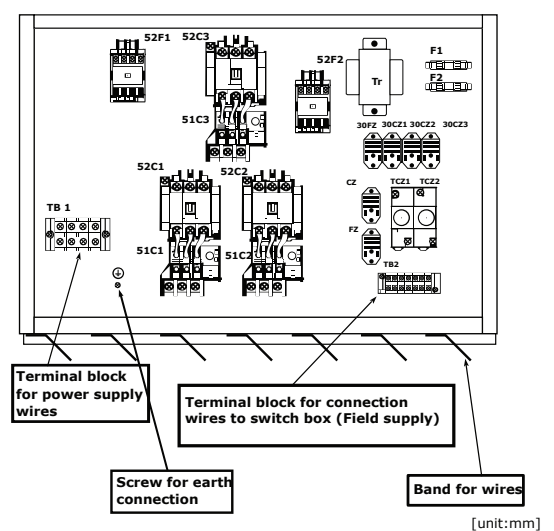 52F1 52C3
52F2
F1
F2
Tr
51C3
30FZ 30CZ1 30CZ2 30CZ3
52C1 52C2
CZ TCZ1 TCZ2
TB 1
FZ
51C1 51C2
TB2
Terminal block
for power supply
wires
Terminal block for connection
wires to switch box (Field supply)
Screw for earth
connection
Band for wires
[unit:mm]